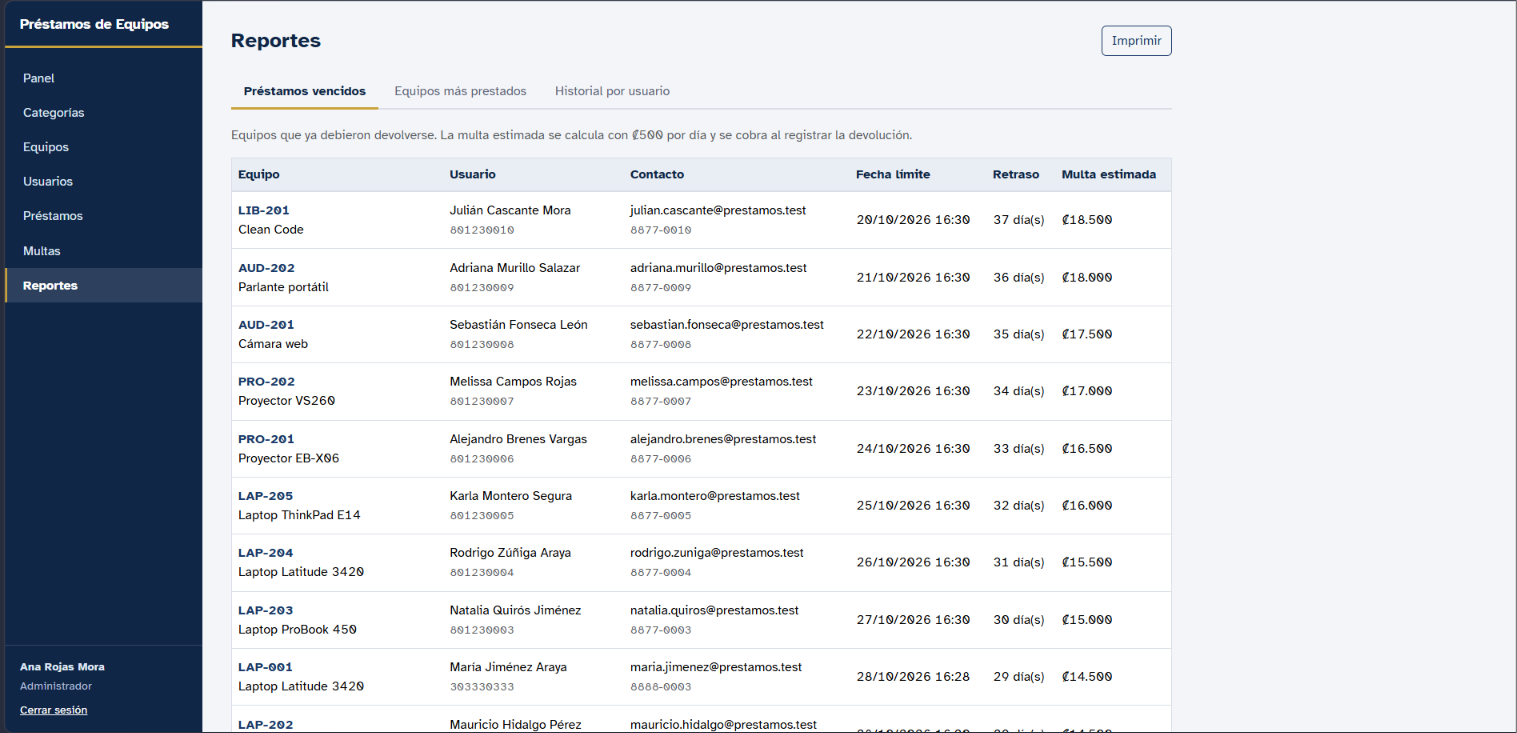 Préstamos de Equipos
Panel
Categorías
Equipos
Usuarios
Préstamos
Multas
Reportes
Ana Rojas Mora
Administrador
Cerrar sesión
Reportes
Imprimir
Préstamos vencidos Equipos más prestados Historial por usuario
Equipos que ya debieron devolverse. La multa estimada se calcula con ₡500 por día y se cobra al registrar la devolución.
Equipo Usuario Contacto Fecha límite Retraso Multa estimada
LIB-201 Julián Cascante Mora julian.cascante@prestamos.test 20/10/2026 16:30 37 día(s) ₡18.500
Clean Code 801230010 8877-0010
AUD-202 Adriana Murillo Salazar adriana.murillo@prestamos.test 21/10/2026 16:30 36 día(s) ₡18.000
Parlante portátil 801230009 8877-0009
AUD-201 Sebastián Fonseca León sebastian.fonseca@prestamos.test 22/10/2026 16:30 35 día(s) ₡17.500
Cámara web 801230008 8877-0008
PRO-202 Melissa Campos Rojas melissa.campos@prestamos.test 23/10/2026 16:30 34 día(s) ₡17.000
Proyector VS260 801230007 8877-0007
PRO-201 Alejandro Brenes Vargas alejandro.brenes@prestamos.test 24/10/2026 16:30 33 día(s) ₡16.500
Proyector EB-X06 801230006 8877-0006
LAP-205 Karla Montero Segura karla.montero@prestamos.test 25/10/2026 16:30 32 día(s) ₡16.000
Laptop ThinkPad E14 801230005 8877-0005
LAP-204 Rodrigo Zúñiga Araya rodrigo.zuniga@prestamos.test 26/10/2026 16:30 31 día(s) ₡15.500
Laptop Latitude 3420 801230004 8877-0004
LAP-203 Natalia Quirós Jiménez natalia.quiros@prestamos.test 27/10/2026 16:30 30 día(s) ₡15.000
Laptop ProBook 450 801230003 8877-0003
LAP-001 María Jiménez Araya maria.jimenez@prestamos.test 28/10/2026 16:28 29 día(s) ₡14.500
Laptop Latitude 3420 303330333 8888-0003
LAP-202 Mauricio Hidalgo Pérez mauricio.hidalgo@prestamos.test